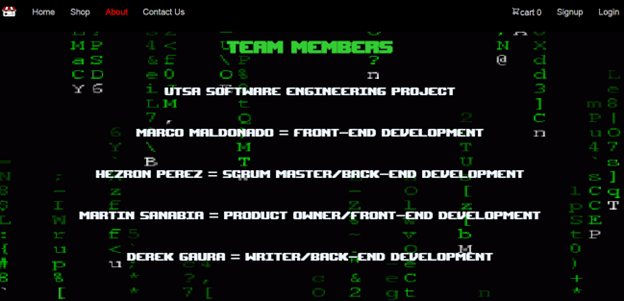 Home Shop About Contact Us cart 0 Signup Login
TEAM MEMBERS
UTSA SOFTWARE ENGINEERING PROJECT
MARCO MALDONADO = FRONT-END DEVELOPMENT
HEZRON PEREZ = SCRUM MASTER/BACK-END DEVELOPMENT
MARTIN SANABIA = PRODUCT OWNER/FRONT-END DEVELOPMENT
DEREK GAURA = WRITER/BACK-END DEVELOPMENT